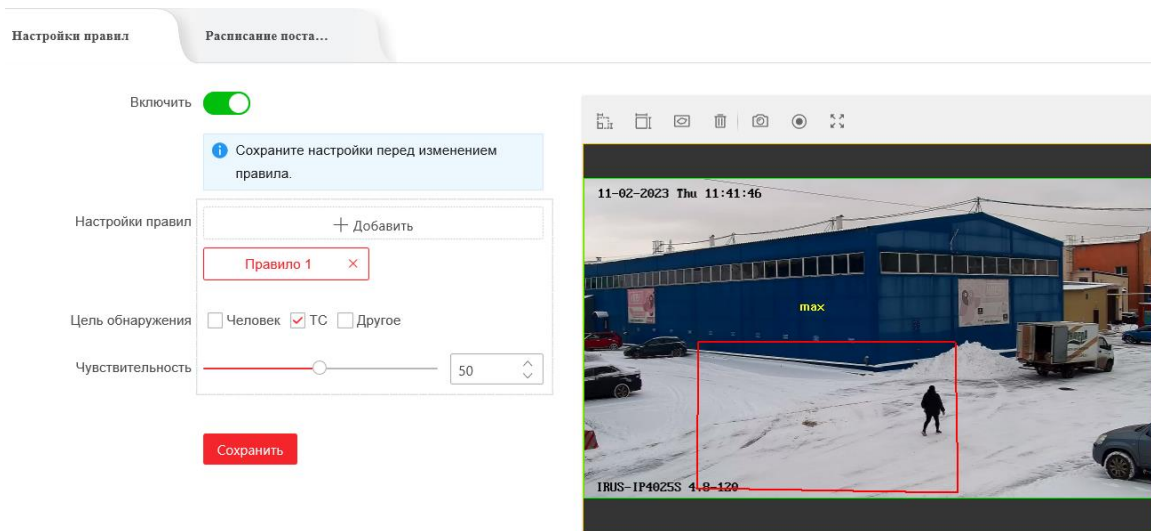 Настройки правил
Расписание поста...
Включить
Сохраните настройки перед изменением
правила.
Настройки правил
+ Добавить
Правило 1 ×
Цель обнаружения
Человек
ТС
Другое
Чувствительность
50
Сохранить
11-02-2023 Thu 11:41:46
max
IRUS-IP4025S 4.8-120